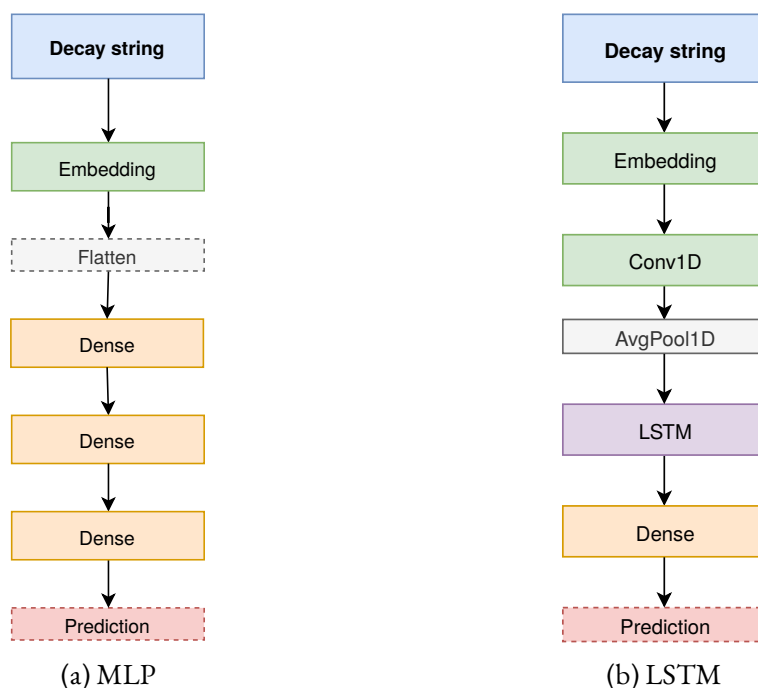 Decay string
Embedding
Flatten
Dense
Dense
Dense
Prediction
(a) MLP
Decay string
Embedding
Conv1D
AvgPool1D
LSTM
Dense
Prediction
(b) LSTM